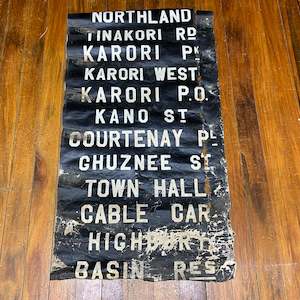 NORTHLAND
TINAKORI RD
KARORI PK
KARORI WEST
KARORI P.O.
KANO ST
COURTENAY PL
GHUZNEE ST
TOWN HALL
CABLE CAR
HIGHBURY
BASIN RES